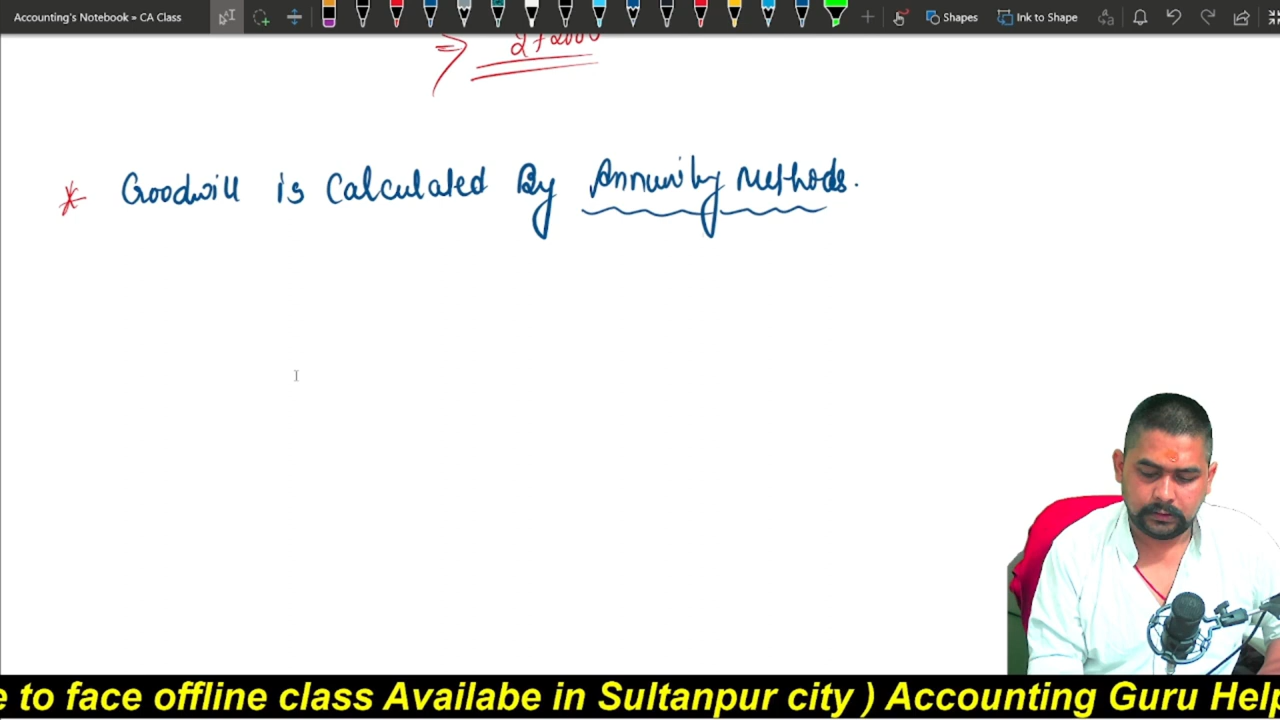 Accounting's Notebook » CA Class
Shapes
Ink to Shape
* Goodwill is Calculated By Annuity Methods.
e to face offline class Availabe in Sultanpur city ) Accounting Guru Help